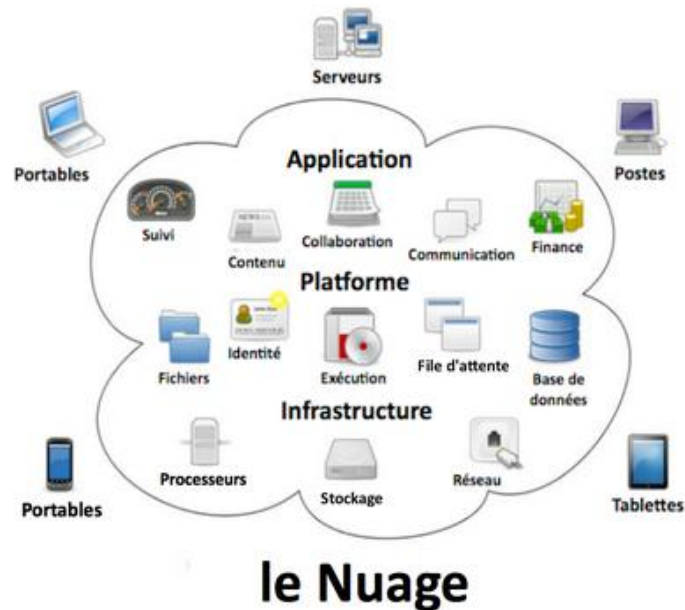 Serveurs
Portables
Postes
Application
Suivi
NEWS
Contenu
Collaboration
Communication
Finance
Platforme
Fichiers
Identité
Exécution
File d'attente
Base de
données
Infrastructure
Processeurs
Stockage
Réseau
Portables
Tablettes
le Nuage